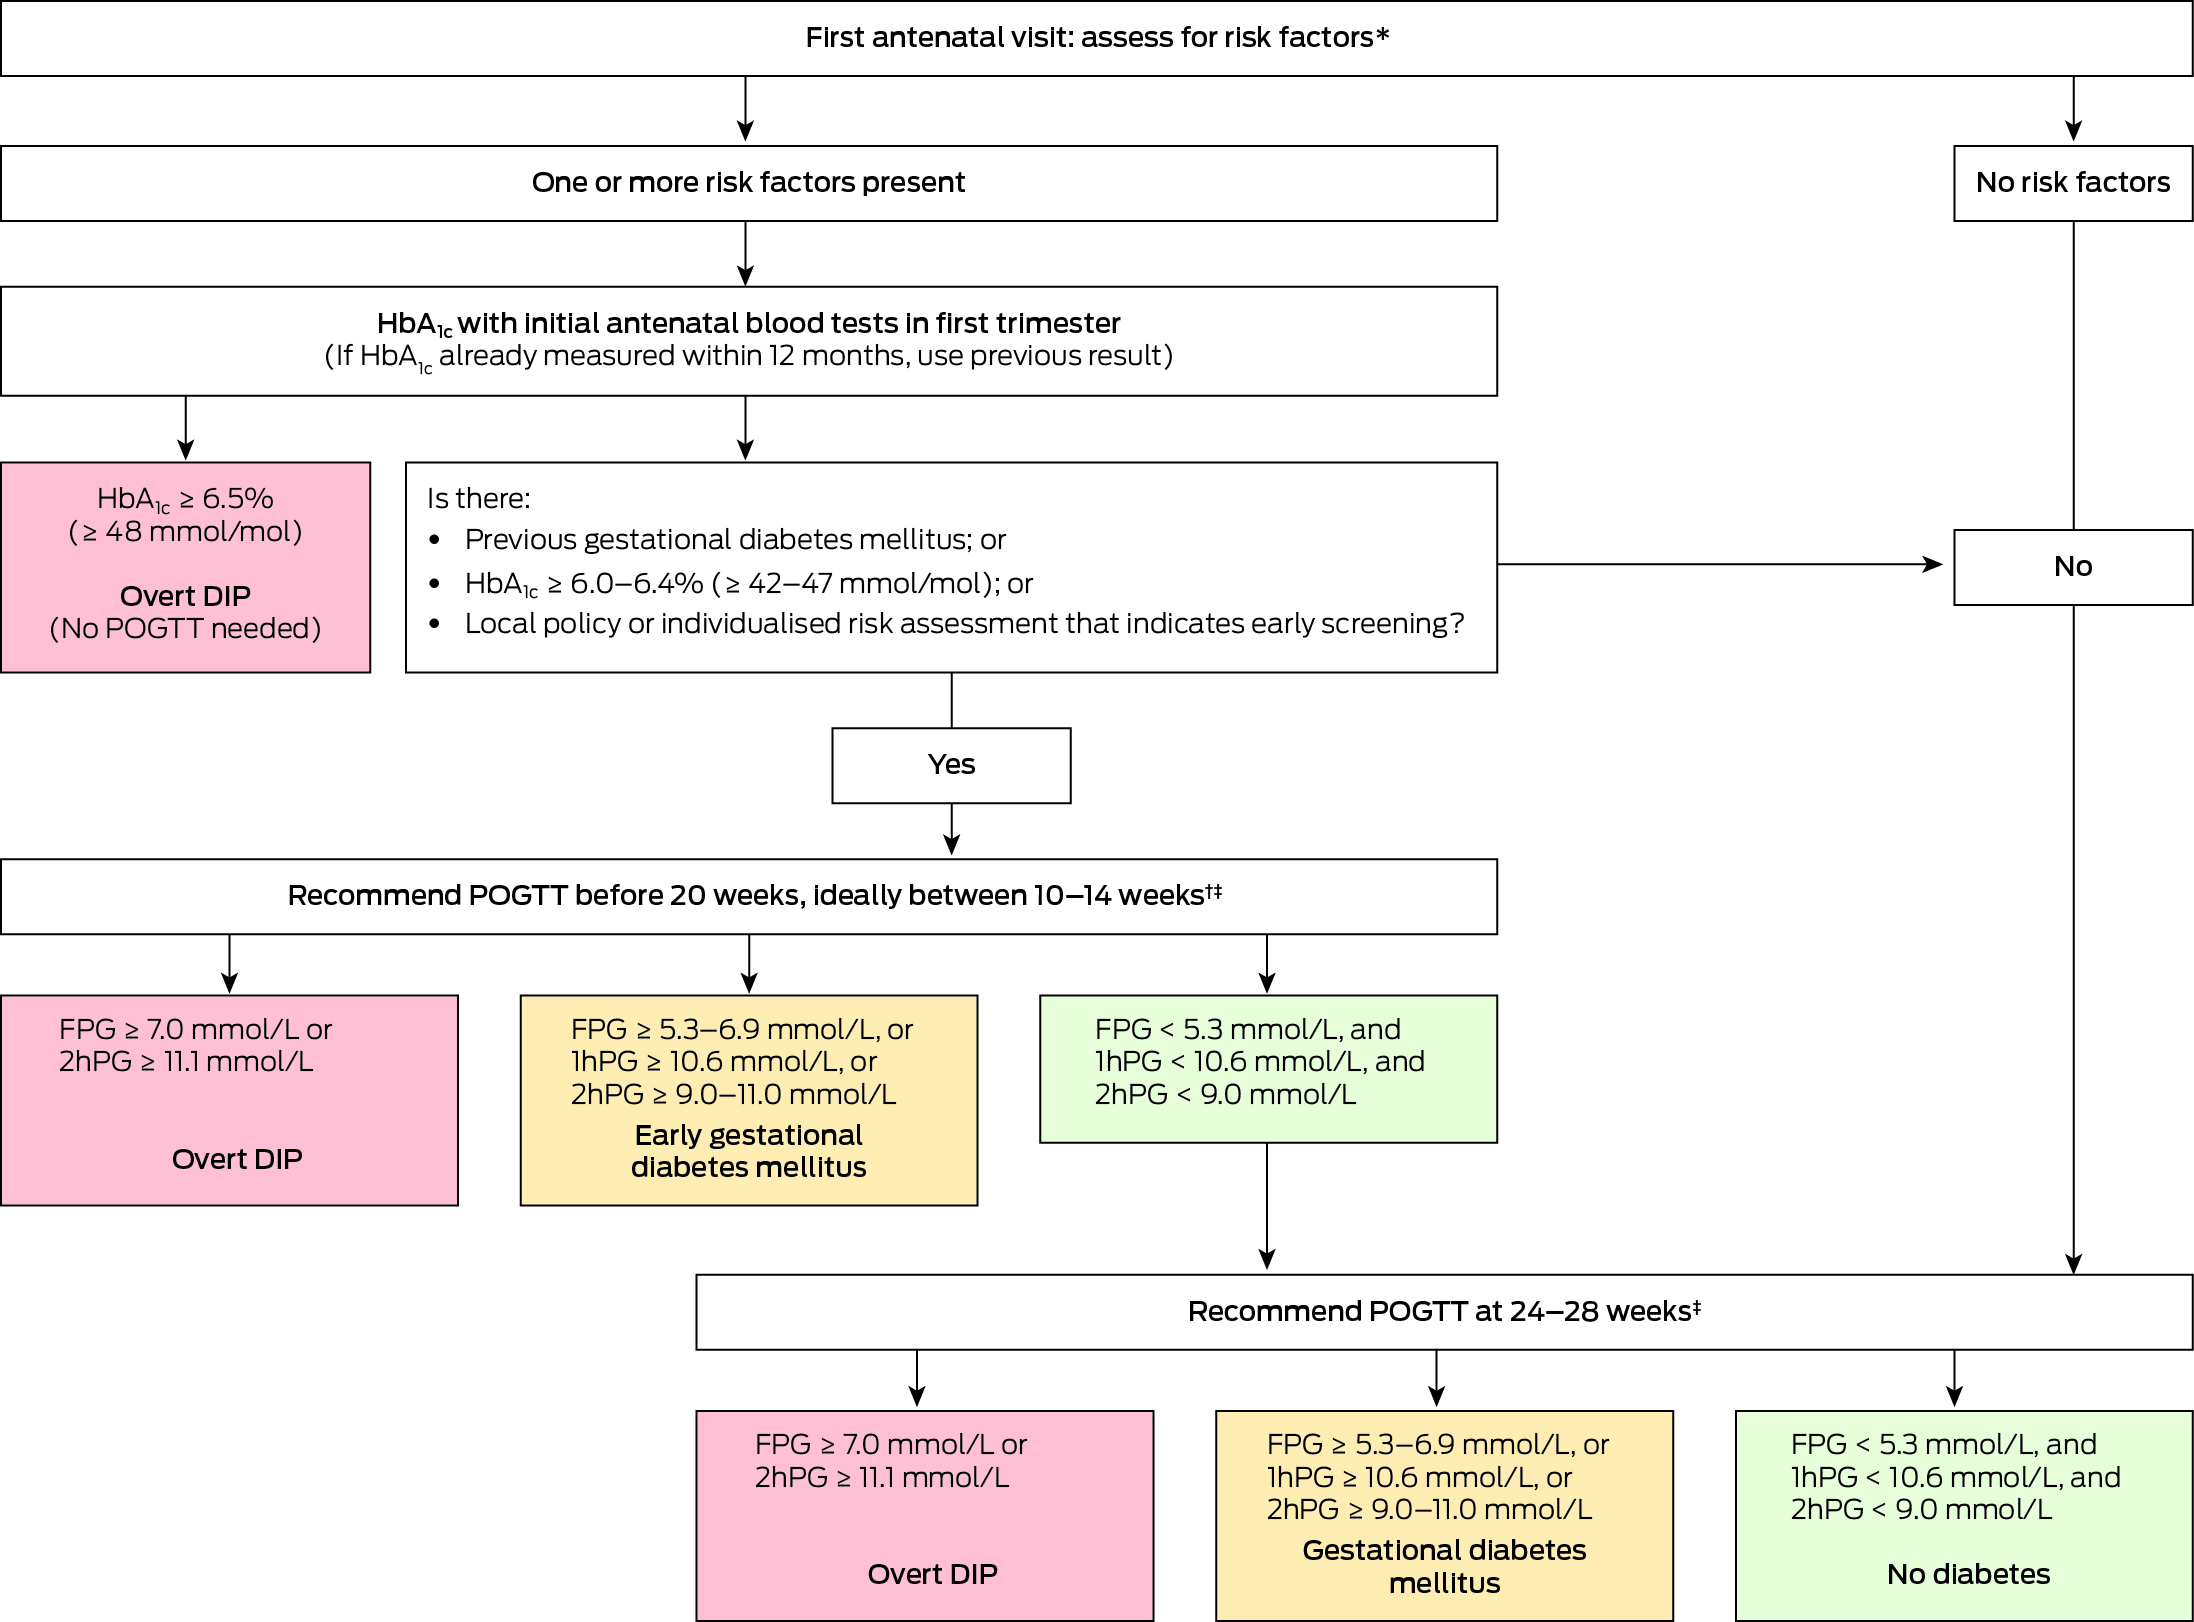 First antenatal visit: assess for risk factors*
One or more risk factors present
No risk factors
HbA1c with initial antenatal blood tests in first trimester
(If HbA1c already measured within 12 months, use previous result)
HbA1c ≥ 6.5%
(≥ 48 mmol/mol)
Overt DIP
(No POGTT needed)
Is there:
• Previous gestational diabetes mellitus; or
• HbA1c ≥ 6.0–6.4% (≥ 42–47 mmol/mol); or
• Local policy or individualised risk assessment that indicates early screening?
No
Yes
Recommend POGTT before 20 weeks, ideally between 10–14 weeks†‡
FPG ≥ 7.0 mmol/L or
2hPG ≥ 11.1 mmol/L
Overt DIP
FPG ≥ 5.3–6.9 mmol/L, or
1hPG ≥ 10.6 mmol/L, or
2hPG ≥ 9.0–11.0 mmol/L
Early gestational
diabetes mellitus
FPG < 5.3 mmol/L, and
1hPG < 10.6 mmol/L, and
2hPG < 9.0 mmol/L
Recommend POGTT at 24–28 weeks‡
FPG ≥ 7.0 mmol/L or
2hPG ≥ 11.1 mmol/L
Overt DIP
FPG ≥ 5.3–6.9 mmol/L, or
1hPG ≥ 10.6 mmol/L, or
2hPG ≥ 9.0–11.0 mmol/L
Gestational diabetes
mellitus
FPG < 5.3 mmol/L, and
1hPG < 10.6 mmol/L, and
2hPG < 9.0 mmol/L
No diabetes